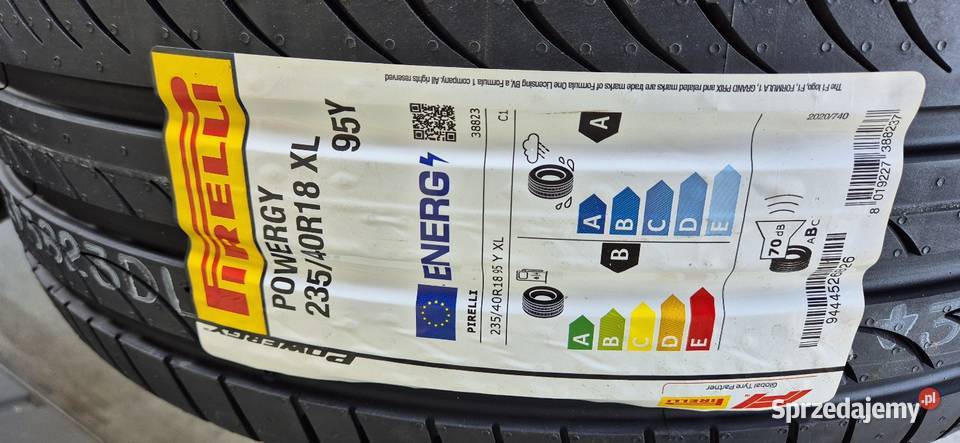 PIRELLI
POWERGY
235/40R18 XL
95Y
ENERG
38823
PIRELLI
235/40R18 95 Y XL
C1
A
A
B
C
D
E
B
A
B
C
D
E
70 dB
ABC
2020/740
8 019227 388237
The F1 logo, F1, FORMULA 1, GRAND PRIX and related marks are trade marks of Formula One Licensing BV, a Formula 1 company. All rights reserved
POWERGY
Global Tyre Partner
PIRELLI
Sprzedajemy.pl